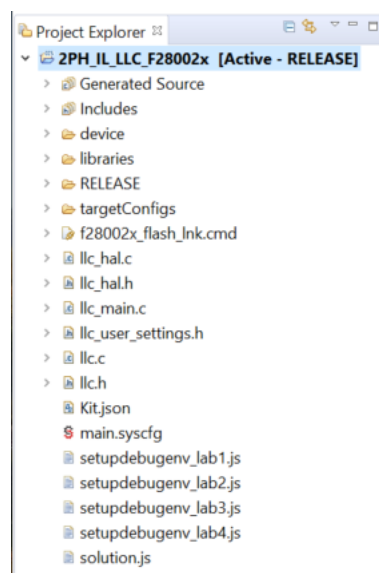 Project Explorer
2PH_IL_LLC_F28002x [Active - RELEASE]
Generated Source
Includes
device
libraries
RELEASE
targetConfigs
f28002x_flash_lnk.cmd
llc_hal.c
llc_hal.h
llc_main.c
llc_user_settings.h
llc.c
llc.h
Kit.json
main.syscfg
setupdebugenv_lab1.js
setupdebugenv_lab2.js
setupdebugenv_lab3.js
setupdebugenv_lab4.js
solution.js